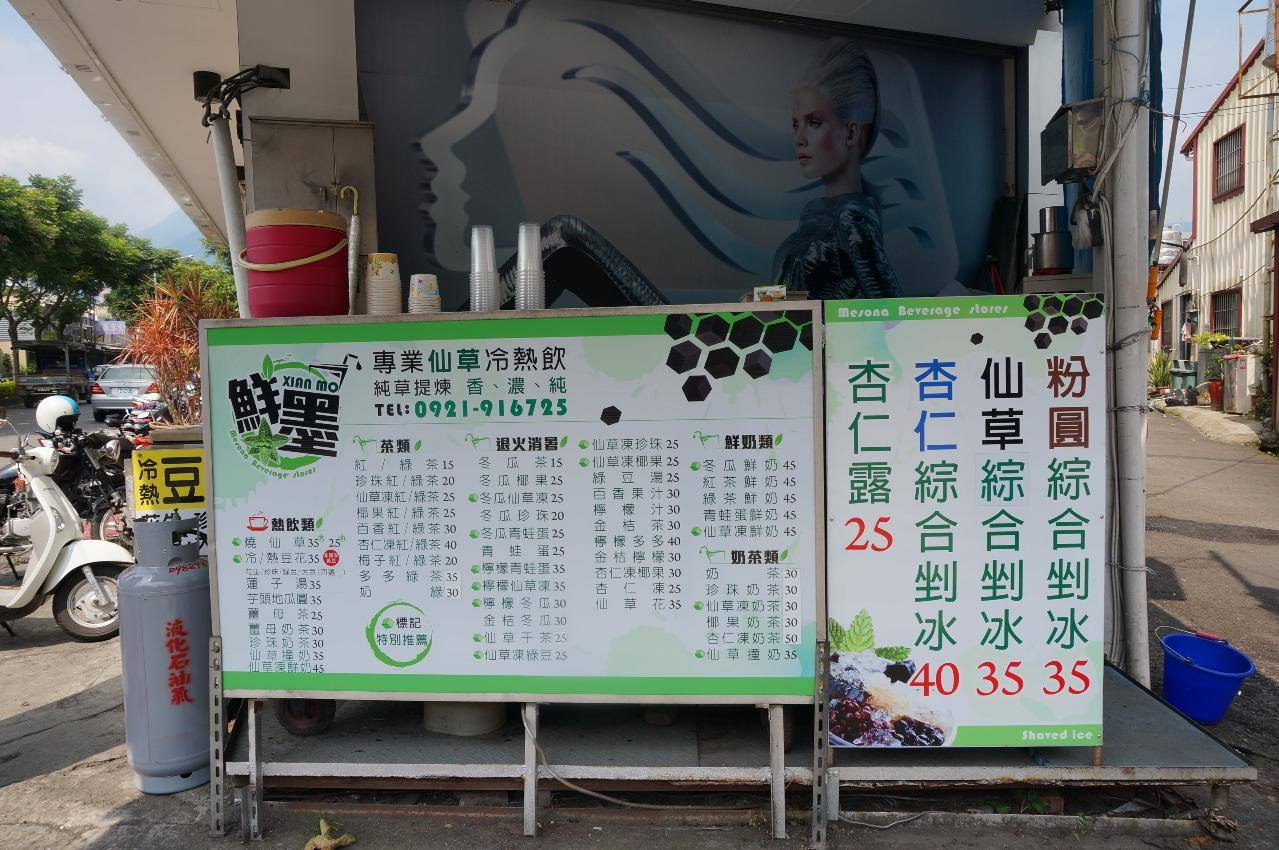 專業仙草冷熱飲
純草提煉 香、濃、純
TEL:0921-916725
鮮墨
XIAN MO
Mesona Beverage stores
熱飲類
燒仙草35 25
冷/熱豆花35
蓮子湯35
芋頭地瓜圓35
薑母茶25
薑母奶茶30
珍珠奶茶30
仙草撞奶35
仙草凍鮮奶45
茶類
紅/綠茶15
珍珠紅/綠茶20
仙草凍紅/綠茶25
椰果紅/綠茶25
百香紅/綠茶30
杏仁凍紅/綠茶40
梅子紅/綠茶20
多多綠茶35
奶綠30
標記
特別推薦
退火消暑
冬瓜茶15
冬瓜椰果25
冬瓜仙草凍25
冬瓜珍珠20
冬瓜青蛙蛋25
青蛙蛋25
檸檬青蛙蛋35
檸檬仙草凍35
檸檬冬瓜30
金桔冬瓜30
仙草干茶25
仙草凍綠豆25
仙草凍珍珠25
仙草凍椰果25
綠豆湯25
百香果汁30
檸檬汁30
金桔茶30
檸檬多多40
金桔檸檬30
杏仁凍椰果30
杏仁凍25
仙草花35
鮮奶類
冬瓜鮮奶45
紅茶鮮奶45
綠茶鮮奶45
青蛙蛋鮮奶45
仙草凍鮮奶45
奶茶類
奶茶30
珍珠奶茶30
仙草凍奶茶30
椰果奶茶30
杏仁凍奶茶50
仙草撞奶35
Mesona Beverage stores
杏仁露25
杏仁綜合剉冰40
仙草綜合剉冰35
粉圓綜合剉冰35
Shaved ice
冷熱
豆
液化石油氣